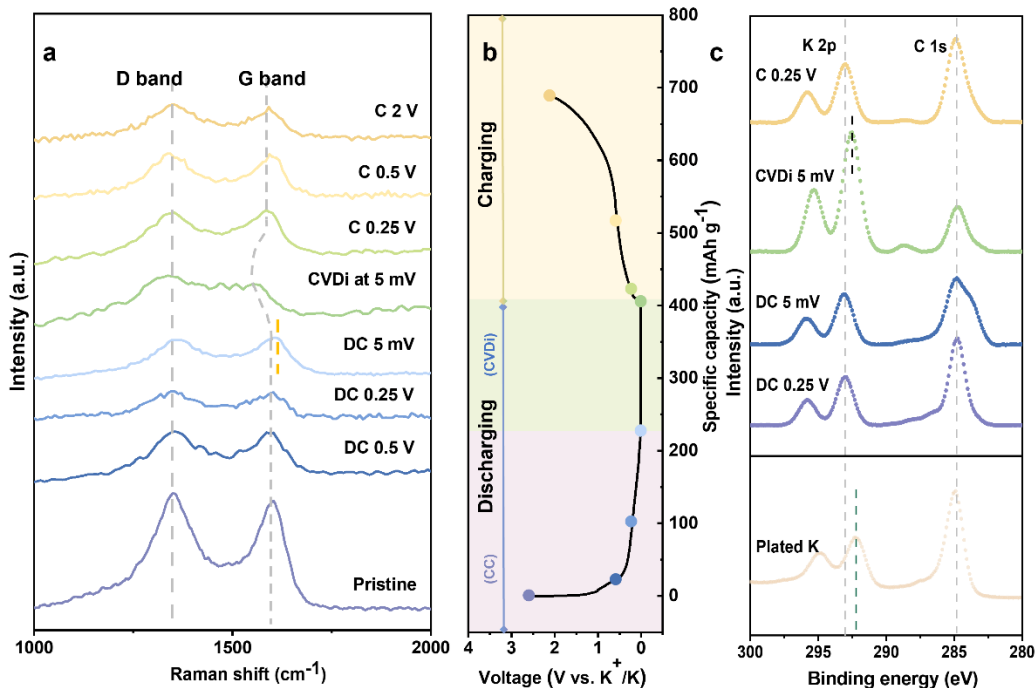 a
D band G band
C 2 V
C 0.5 V
C 0.25 V
CVDi at 5 mV
DC 5 mV
DC 0.25 V
DC 0.5 V
Pristine
Intensity (a.u.)
1000 1500 2000
Raman shift (cm⁻¹)
b
Charging
Discharging
(CVDi)
(CC)
800
700
600
500
400
300
200
100
0
Specific capacity (mAh g⁻¹)
4 3 2 1 0
Voltage (V vs. K⁺/K)
c
K 2p C 1s
C 0.25 V
CVDi 5 mV
DC 5 mV
DC 0.25 V
Plated K
Intensity (a.u.)
300 295 290 285 280
Binding energy (eV)